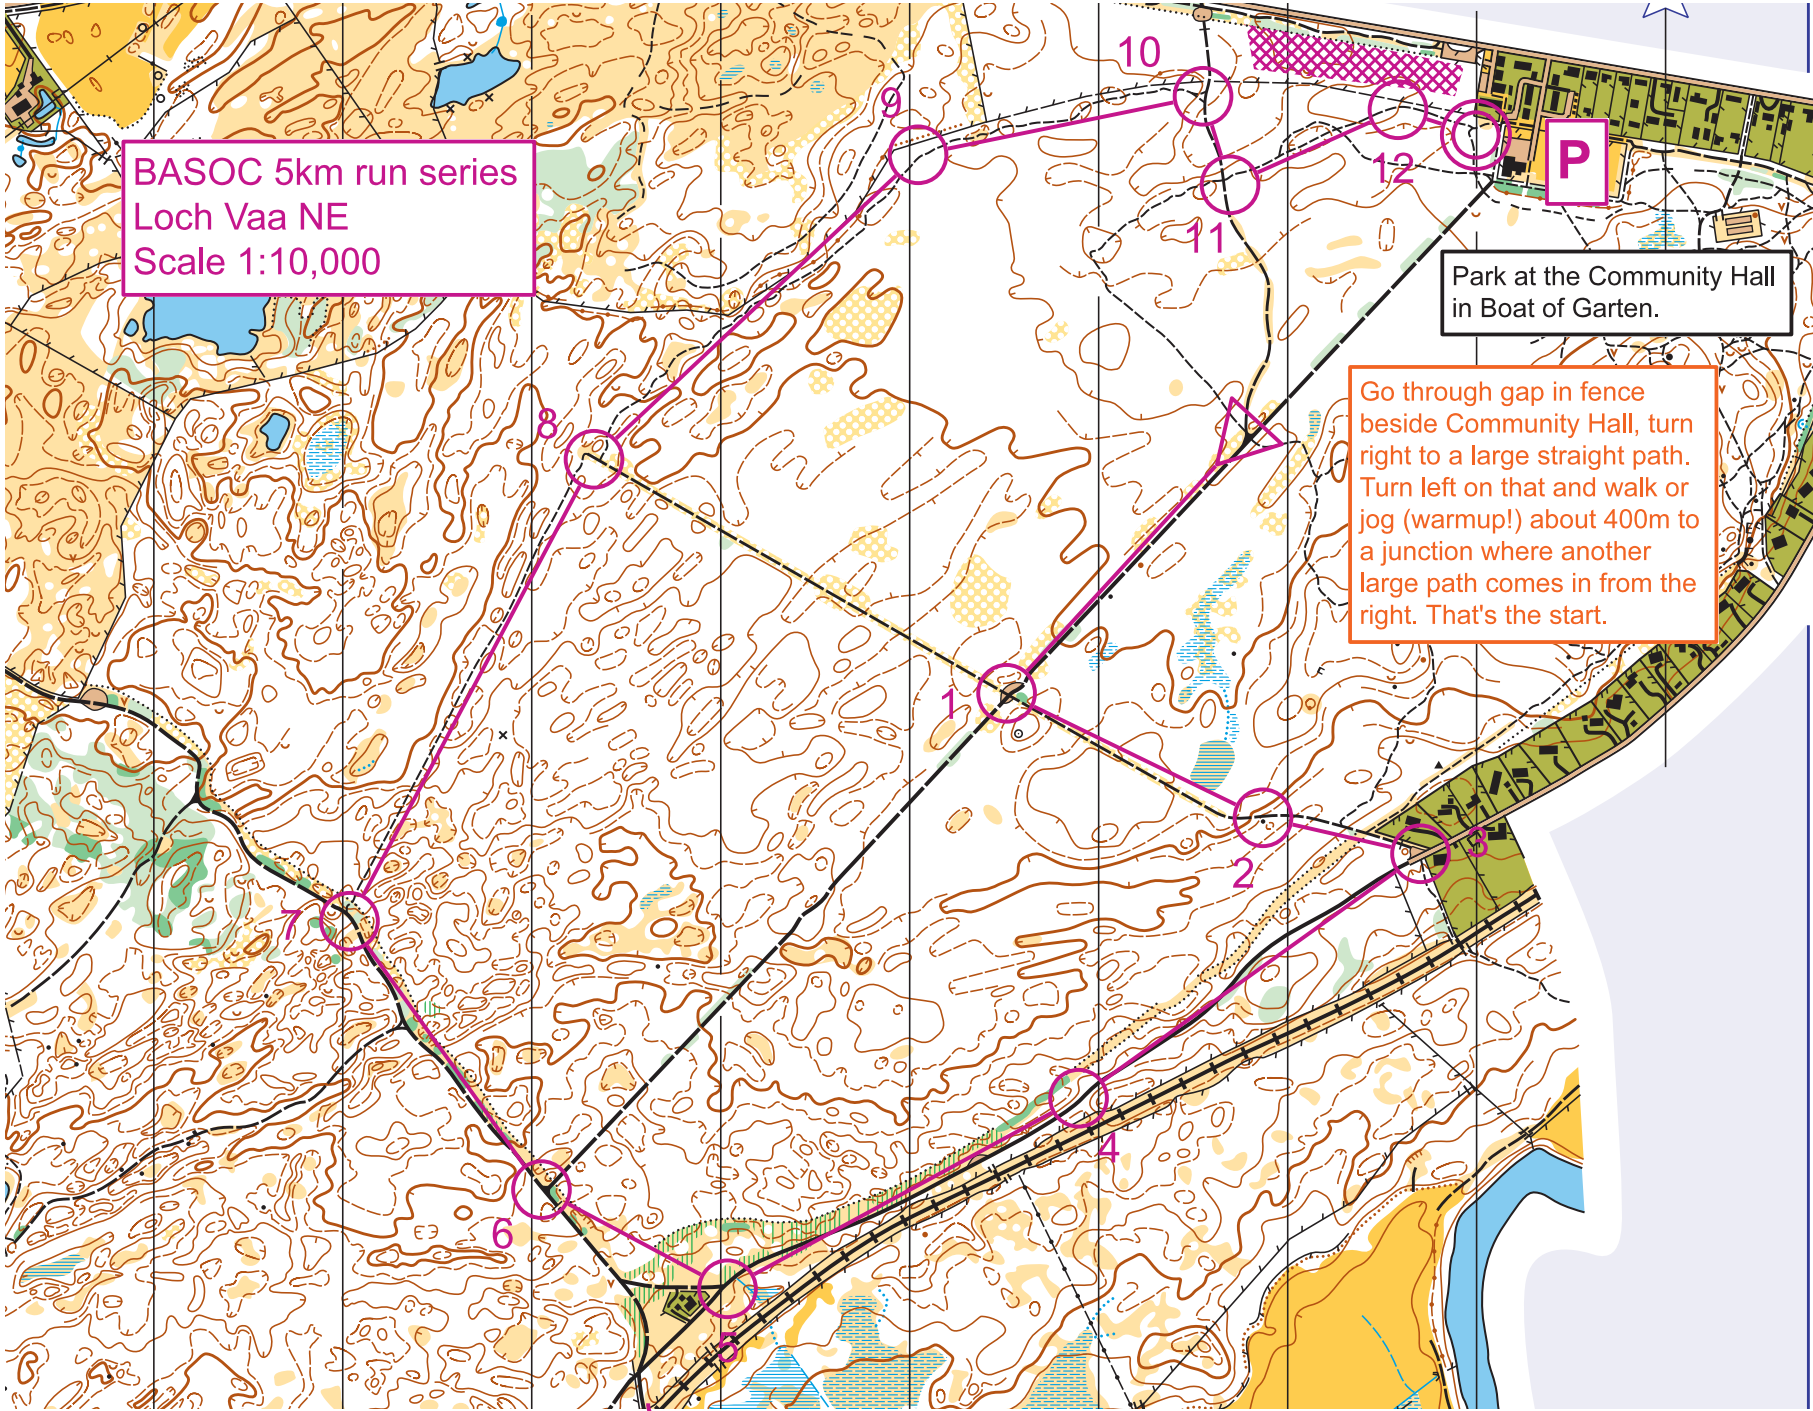 BASOC 5km run series
Loch Vaa NE
Scale 1:10,000
10
9
12
P
11
Park at the Community Hall
in Boat of Garten.
Go through gap in fence
beside Community Hall, turn
right to a large straight path.
Turn left on that and walk or
jog (warmup!) about 400m to
a junction where another
large path comes in from the
right. That's the start.
8
1
2
3
7
4
6
5